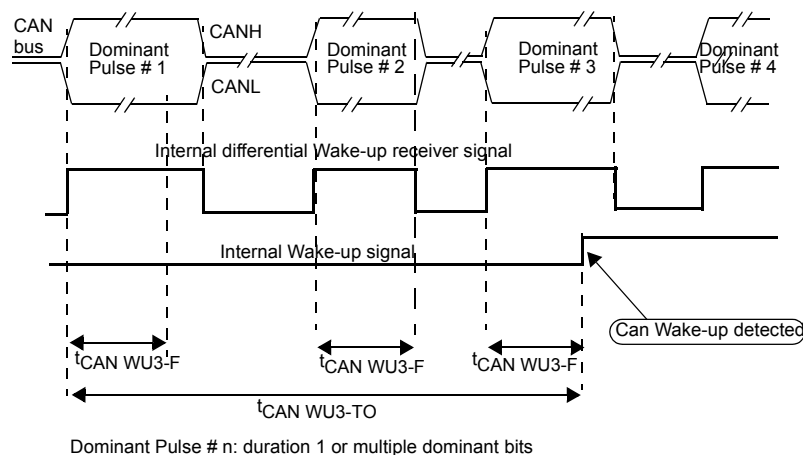 CAN
bus
CANH
CANL
Dominant
Pulse # 1
Dominant
Pulse # 2
Dominant
Pulse # 3
Dominant
Pulse # 4
Internal differential Wake-up receiver signal
Internal Wake-up signal
Can Wake-up detected
tCAN WU3-F
tCAN WU3-F
tCAN WU3-F
tCAN WU3-TO
Dominant Pulse # n: duration 1 or multiple dominant bits